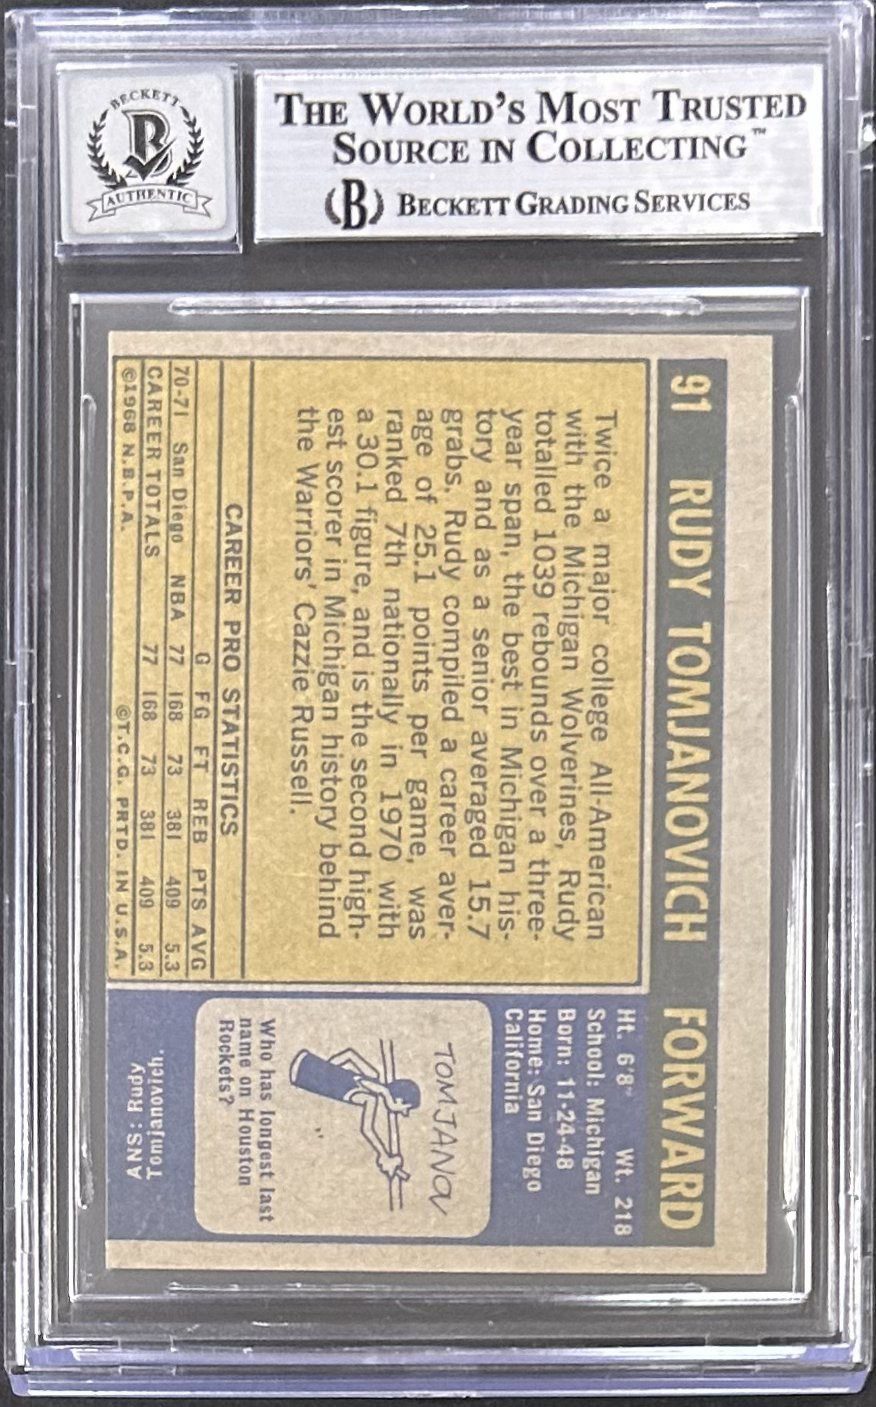 BECKETT
B
AUTHENTIC
THE WORLD'S MOST TRUSTED
SOURCE IN COLLECTING™
(B) BECKETT GRADING SERVICES
91 RUDY TOMJANOVICH FORWARD
Twice a major college All-American
with the Michigan Wolverines, Rudy
totalled 1039 rebounds over a three-
year span, the best in Michigan his-
tory and as a senior averaged 15.7
grabs. Rudy compiled a career aver-
age of 25.1 points per game, was
ranked 7th nationally in 1970 with
a 30.1 figure, and is the second high-
est scorer in Michigan history behind
the Warriors' Cazzie Russell.
CAREER PRO STATISTICS
G FG FT REB PTS AVG
70-71 San Diego NBA 77 168 73 381 409 5.3
CAREER TOTALS 77 168 73 381 409 5.3
©1968 N.B.P.A. ©T.C.G. PRTD. IN U.S.A.
Ht. 6'8" Wt. 218
School: Michigan
Born: 11-24-48
Home: San Diego
California
TOMJANOV
Who has longest last
name on Houston
Rockets?
ANS: Rudy
Tomjanovich.